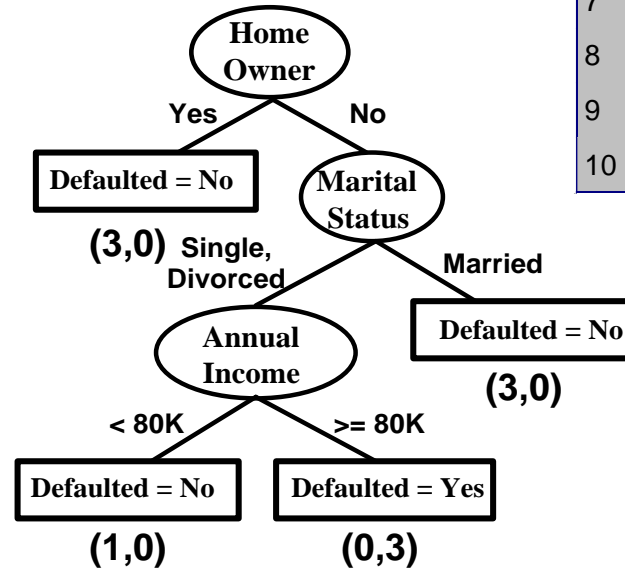 Home
Owner
7
8
9
10
Yes
No
Defaulted = No
Marital
Status
(3,0)
Single,
Divorced
Married
Annual
Income
Defaulted = No
(3,0)
< 80K
>= 80K
Defaulted = No
Defaulted = Yes
(1,0)
(0,3)